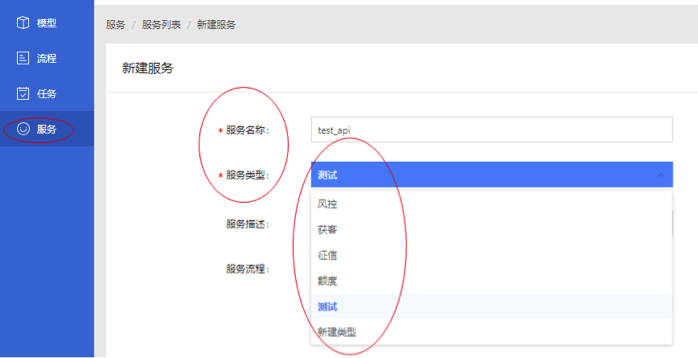 模型
流程
任务
服务
服务 / 服务列表 / 新建服务
新建服务
* 服务名称: test_api
* 服务类型: 测试
风控
获客
征信
额度
测试
新建类型
服务描述:
服务流程: